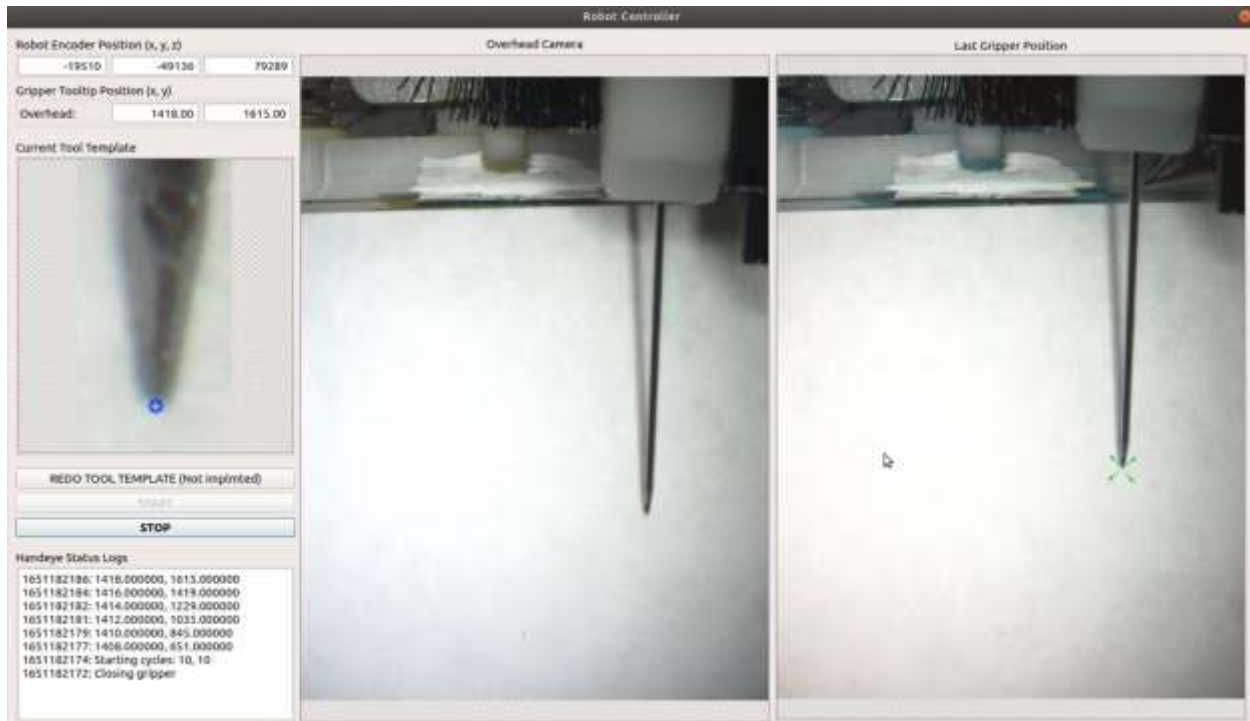 Robot Controller
Robot Encoder Position (x, y, z)
-19510 -49136 79289
Gripper Tooltip Position (x, y)
Overhead: 1418.00 1615.00
Current Tool Template
REDO TOOL TEMPLATE (Not implmted)
START
STOP
Handeye Status Logs
1651182186: 1418.000000, 1615.000000
1651182184: 1416.000000, 1419.000000
1651182182: 1414.000000, 1229.000000
1651182181: 1412.000000, 1035.000000
1651182179: 1410.000000, 845.000000
1651182177: 1408.000000, 651.000000
1651182174: Starting cycles: 10, 10
1651182172: Closing gripper
Overhead Camera
Last Gripper Position